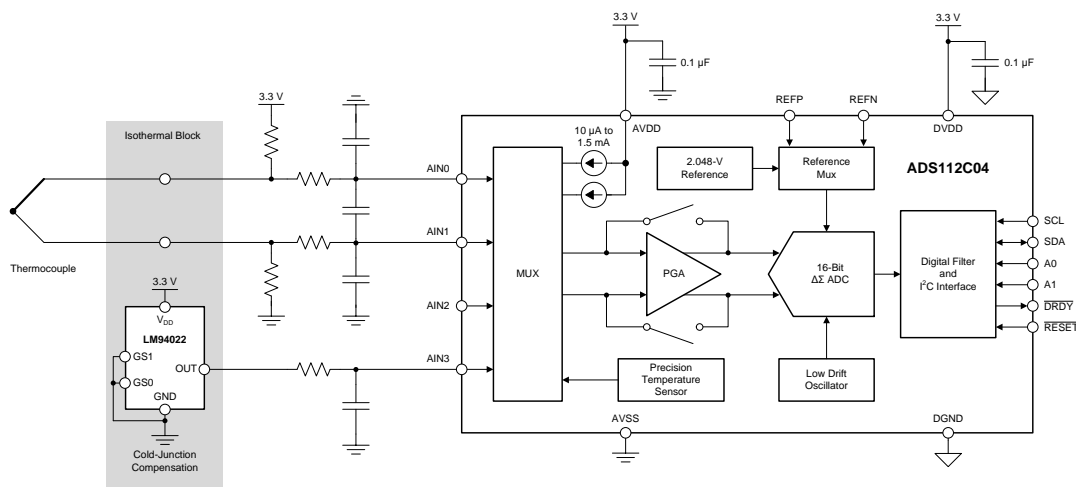 3.3 V
0.1 µF
3.3 V
0.1 µF
3.3 V
Isothermal Block
REFP
REFN
AVDD
DVDD
10 µA to
1.5 mA
2.048-V
Reference
Reference
Mux
ADS112C04
AIN0
AIN1
AIN2
AIN3
MUX
PGA
16-Bit
ΔΣ ADC
Digital Filter
and
I²C Interface
SCL
SDA
A0
A1
DRDY
RESET
Thermocouple
3.3 V
VDD
LM94022
GS1
GS0
OUT
GND
Precision
Temperature
Sensor
Low Drift
Oscillator
AVSS
DGND
Cold-Junction
Compensation